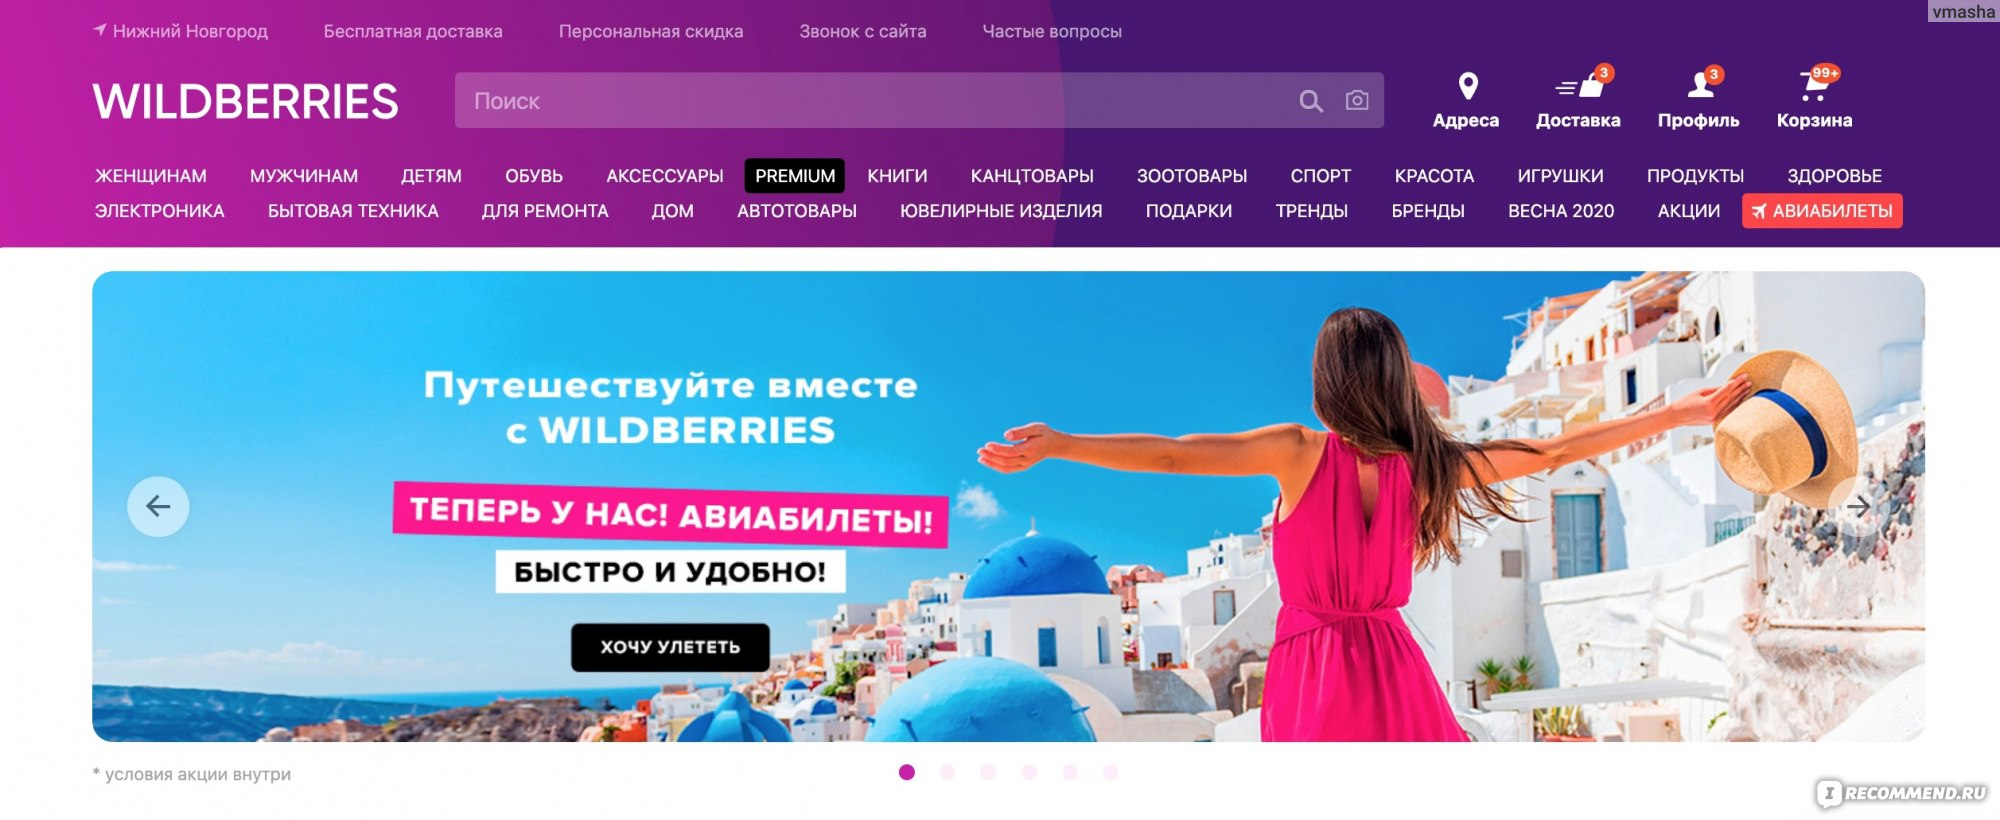 vmasha
Нижний Новгород Бесплатная доставка Персональная скидка Звонок с сайта Частые вопросы
WILDBERRIES Поиск 3 3 99+
Адреса Доставка Профиль Корзина
ЖЕНЩИНАМ МУЖЧИНАМ ДЕТЯМ ОБУВЬ АКСЕССУАРЫ PREMIUM КНИГИ КАНЦТОВАРЫ ЗООТОВАРЫ СПОРТ КРАСОТА ИГРУШКИ ПРОДУКТЫ ЗДОРОВЬЕ
ЭЛЕКТРОНИКА БЫТОВАЯ ТЕХНИКА ДЛЯ РЕМОНТА ДОМ АВТОТОВАРЫ ЮВЕЛИРНЫЕ ИЗДЕЛИЯ ПОДАРКИ ТРЕНДЫ БРЕНДЫ ВЕСНА 2020 АКЦИИ АВИАБИЛЕТЫ
Путешествуйте вместе
с WILDBERRIES
ТЕПЕРЬ У НАС! АВИАБИЛЕТЫ!
БЫСТРО И УДОБНО!
ХОЧУ УЛЕТЕТЬ
* условия акции внутри
I RECOMMEND.RU